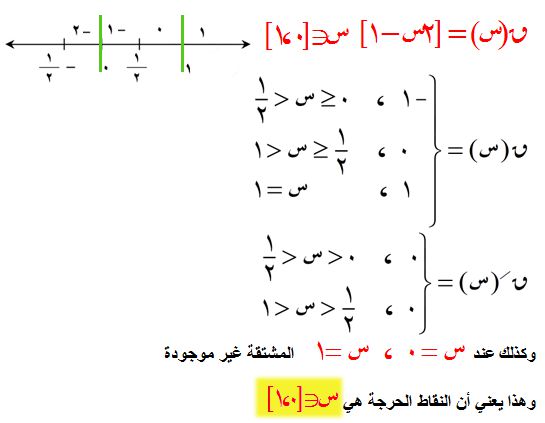 ق(س) = [٢س − ١] س∈[١،٠]
−٢ −١ ٠ ١
−١/٢ ٠ ١/٢ ١
−١ ، ٠ ≤ س < ١/٢
ق(س) = ٠ ، ١/٢ ≤ س < ١
١ ، س = ١
٠ ، ٠ < س < ١/٢
قَ(س) =
٠ ، ١/٢ < س < ١
وكذلك عند س = ٠ ، س = ١ المشتقة غير موجودة
وهذا يعني أن النقاط الحرجة هي س∈[١،٠]